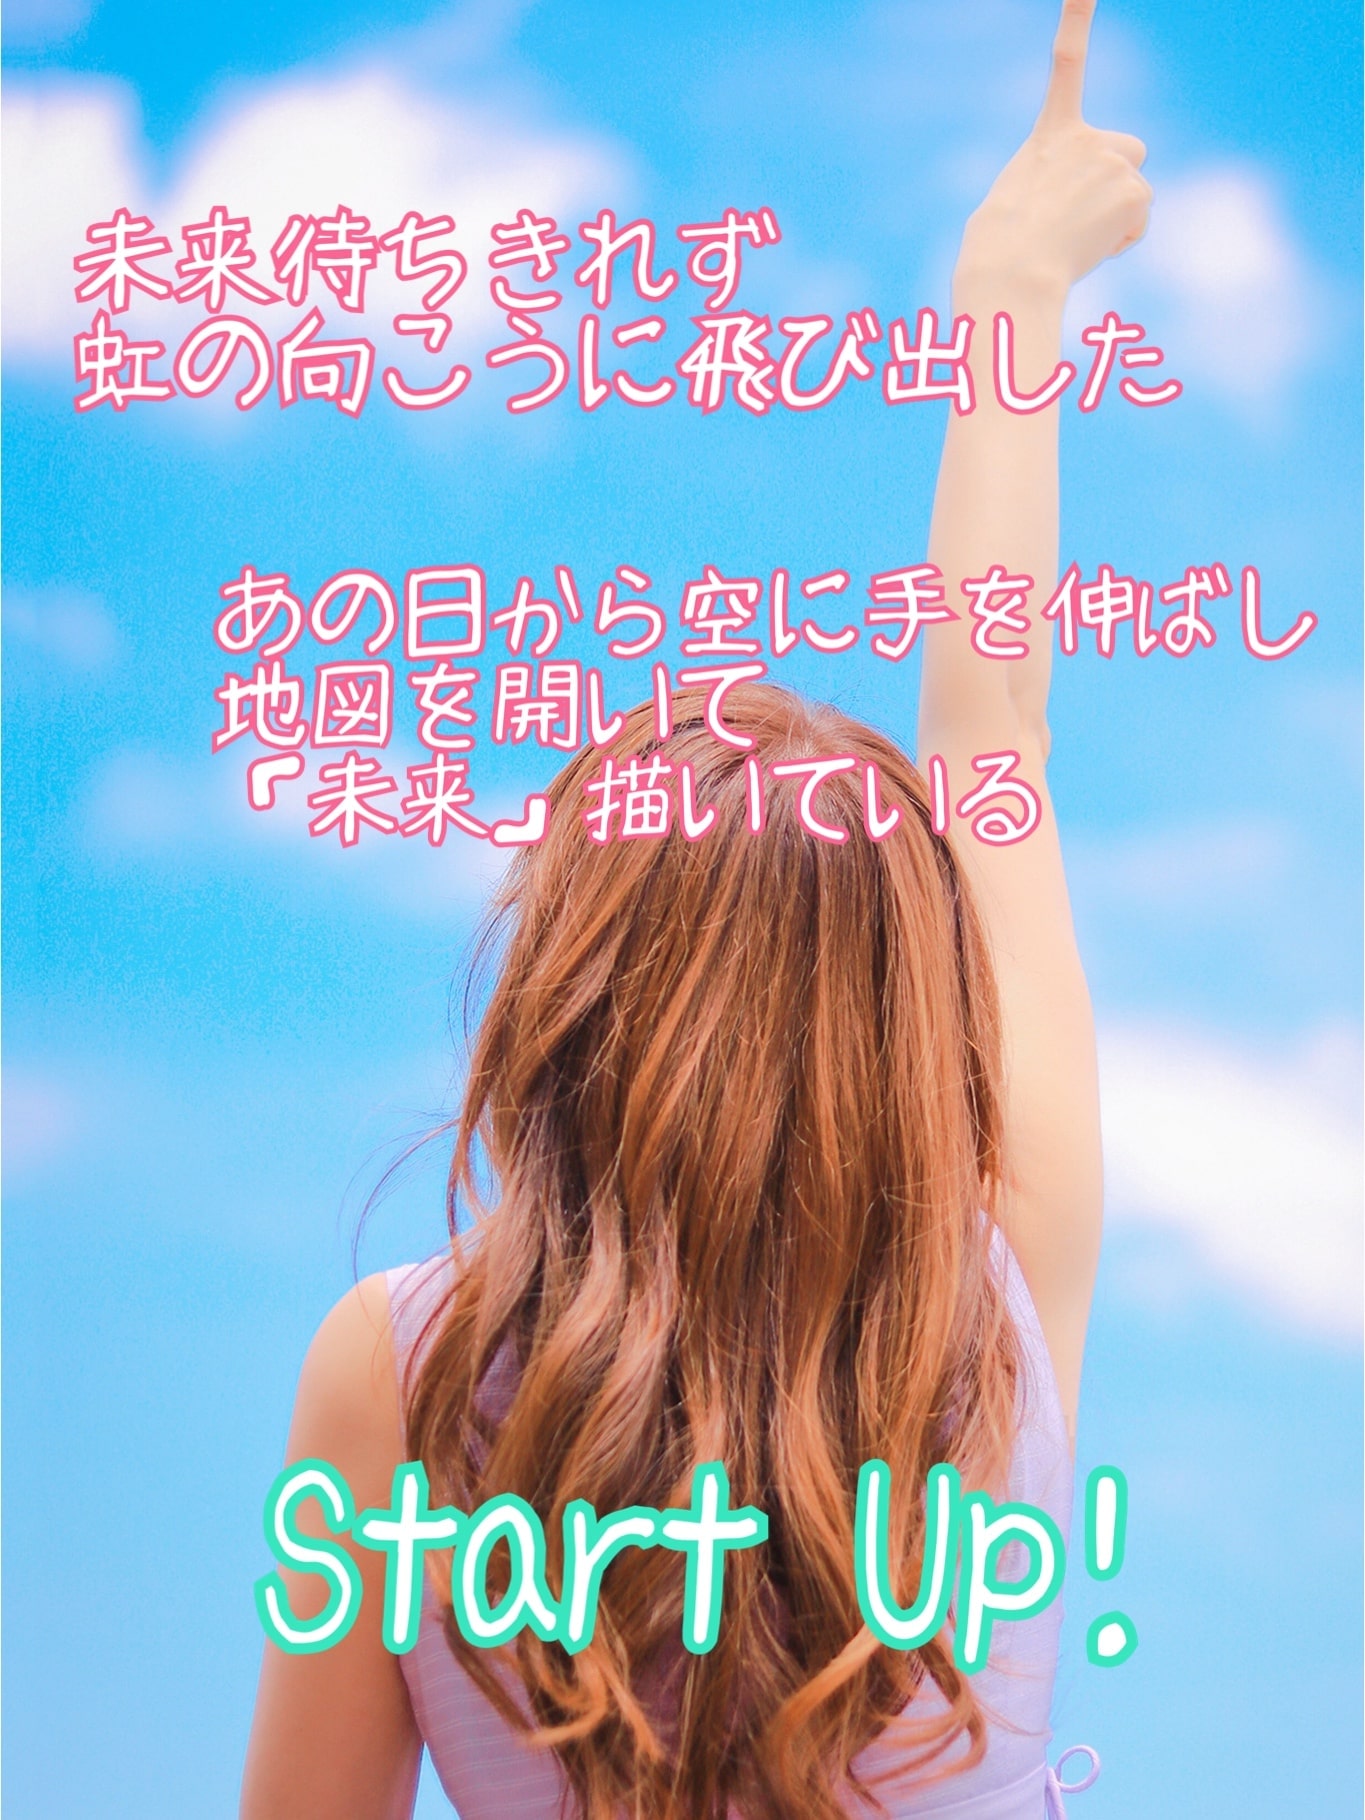 未来待ちきれず
虹の向こうに飛び出した
あの日から空に手を伸ばし
地図を開いて
「未来」描いている
Start Up!